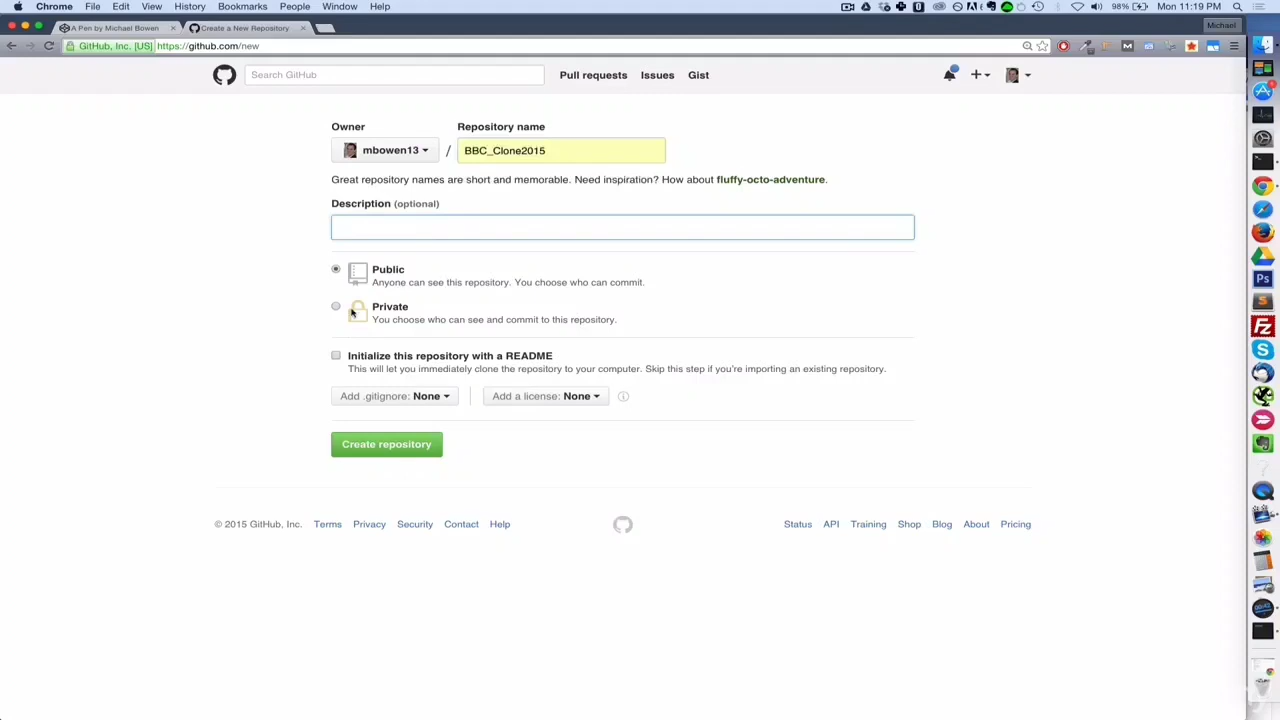 Chrome File Edit View History Bookmarks People Window Help 98% Mon 11:19 PM
A Pen by Michael Bowen Create a New Repository Michael
GitHub, Inc. [US] https://github.com/new
Search GitHub Pull requests Issues Gist
Owner Repository name
mbowen13 / BBC_Clone2015
Great repository names are short and memorable. Need inspiration? How about fluffy-octo-adventure.
Description (optional)
Public
Anyone can see this repository. You choose who can commit.
Private
You choose who can see and commit to this repository.
Initialize this repository with a README
This will let you immediately clone the repository to your computer. Skip this step if you're importing an existing repository.
Add .gitignore: None Add a license: None
Create repository
© 2015 GitHub, Inc. Terms Privacy Security Contact Help Status API Training Shop Blog About Pricing
Ps
S
Fz
S